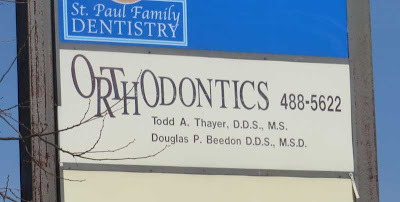 St. Paul Family
DENTISTRY
ORTHODONTICS 488-5622
Todd A. Thayer, D.D.S., M.S.
Douglas P. Beedon D.D.S., M.S.D.